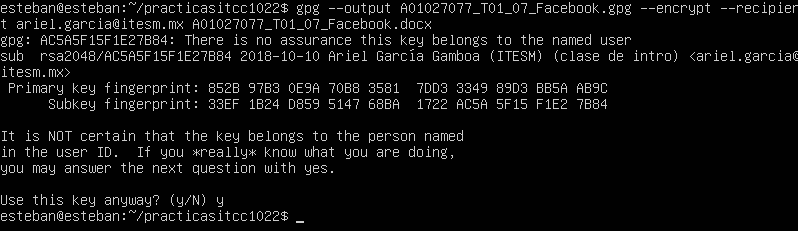 esteban@esteban:~/practicasitcc1022$ gpg --output A01027077_T01_07_Facebook.gpg --encrypt --recipien
t ariel.garcia@itesm.mx A01027077_T01_07_Facebook.docx
gpg: AC5A5F15F1E27B84: There is no assurance this key belongs to the named user
sub  rsa2048/AC5A5F15F1E27B84 2018-10-10 Ariel García Gamboa (ITESM) (clase de intro) <ariel.garcia@
itesm.mx>
 Primary key fingerprint: 852B 97B3 0E9A 70B8 3581  7DD3 3349 89D3 BB5A AB9C
      Subkey fingerprint: 33EF 1B24 D859 5147 68BA  1722 AC5A 5F15 F1E2 7B84
It is NOT certain that the key belongs to the person named
in the user ID.  If you *really* know what you are doing,
you may answer the next question with yes.
Use this key anyway? (y/N) y
esteban@esteban:~/practicasitcc1022$ _